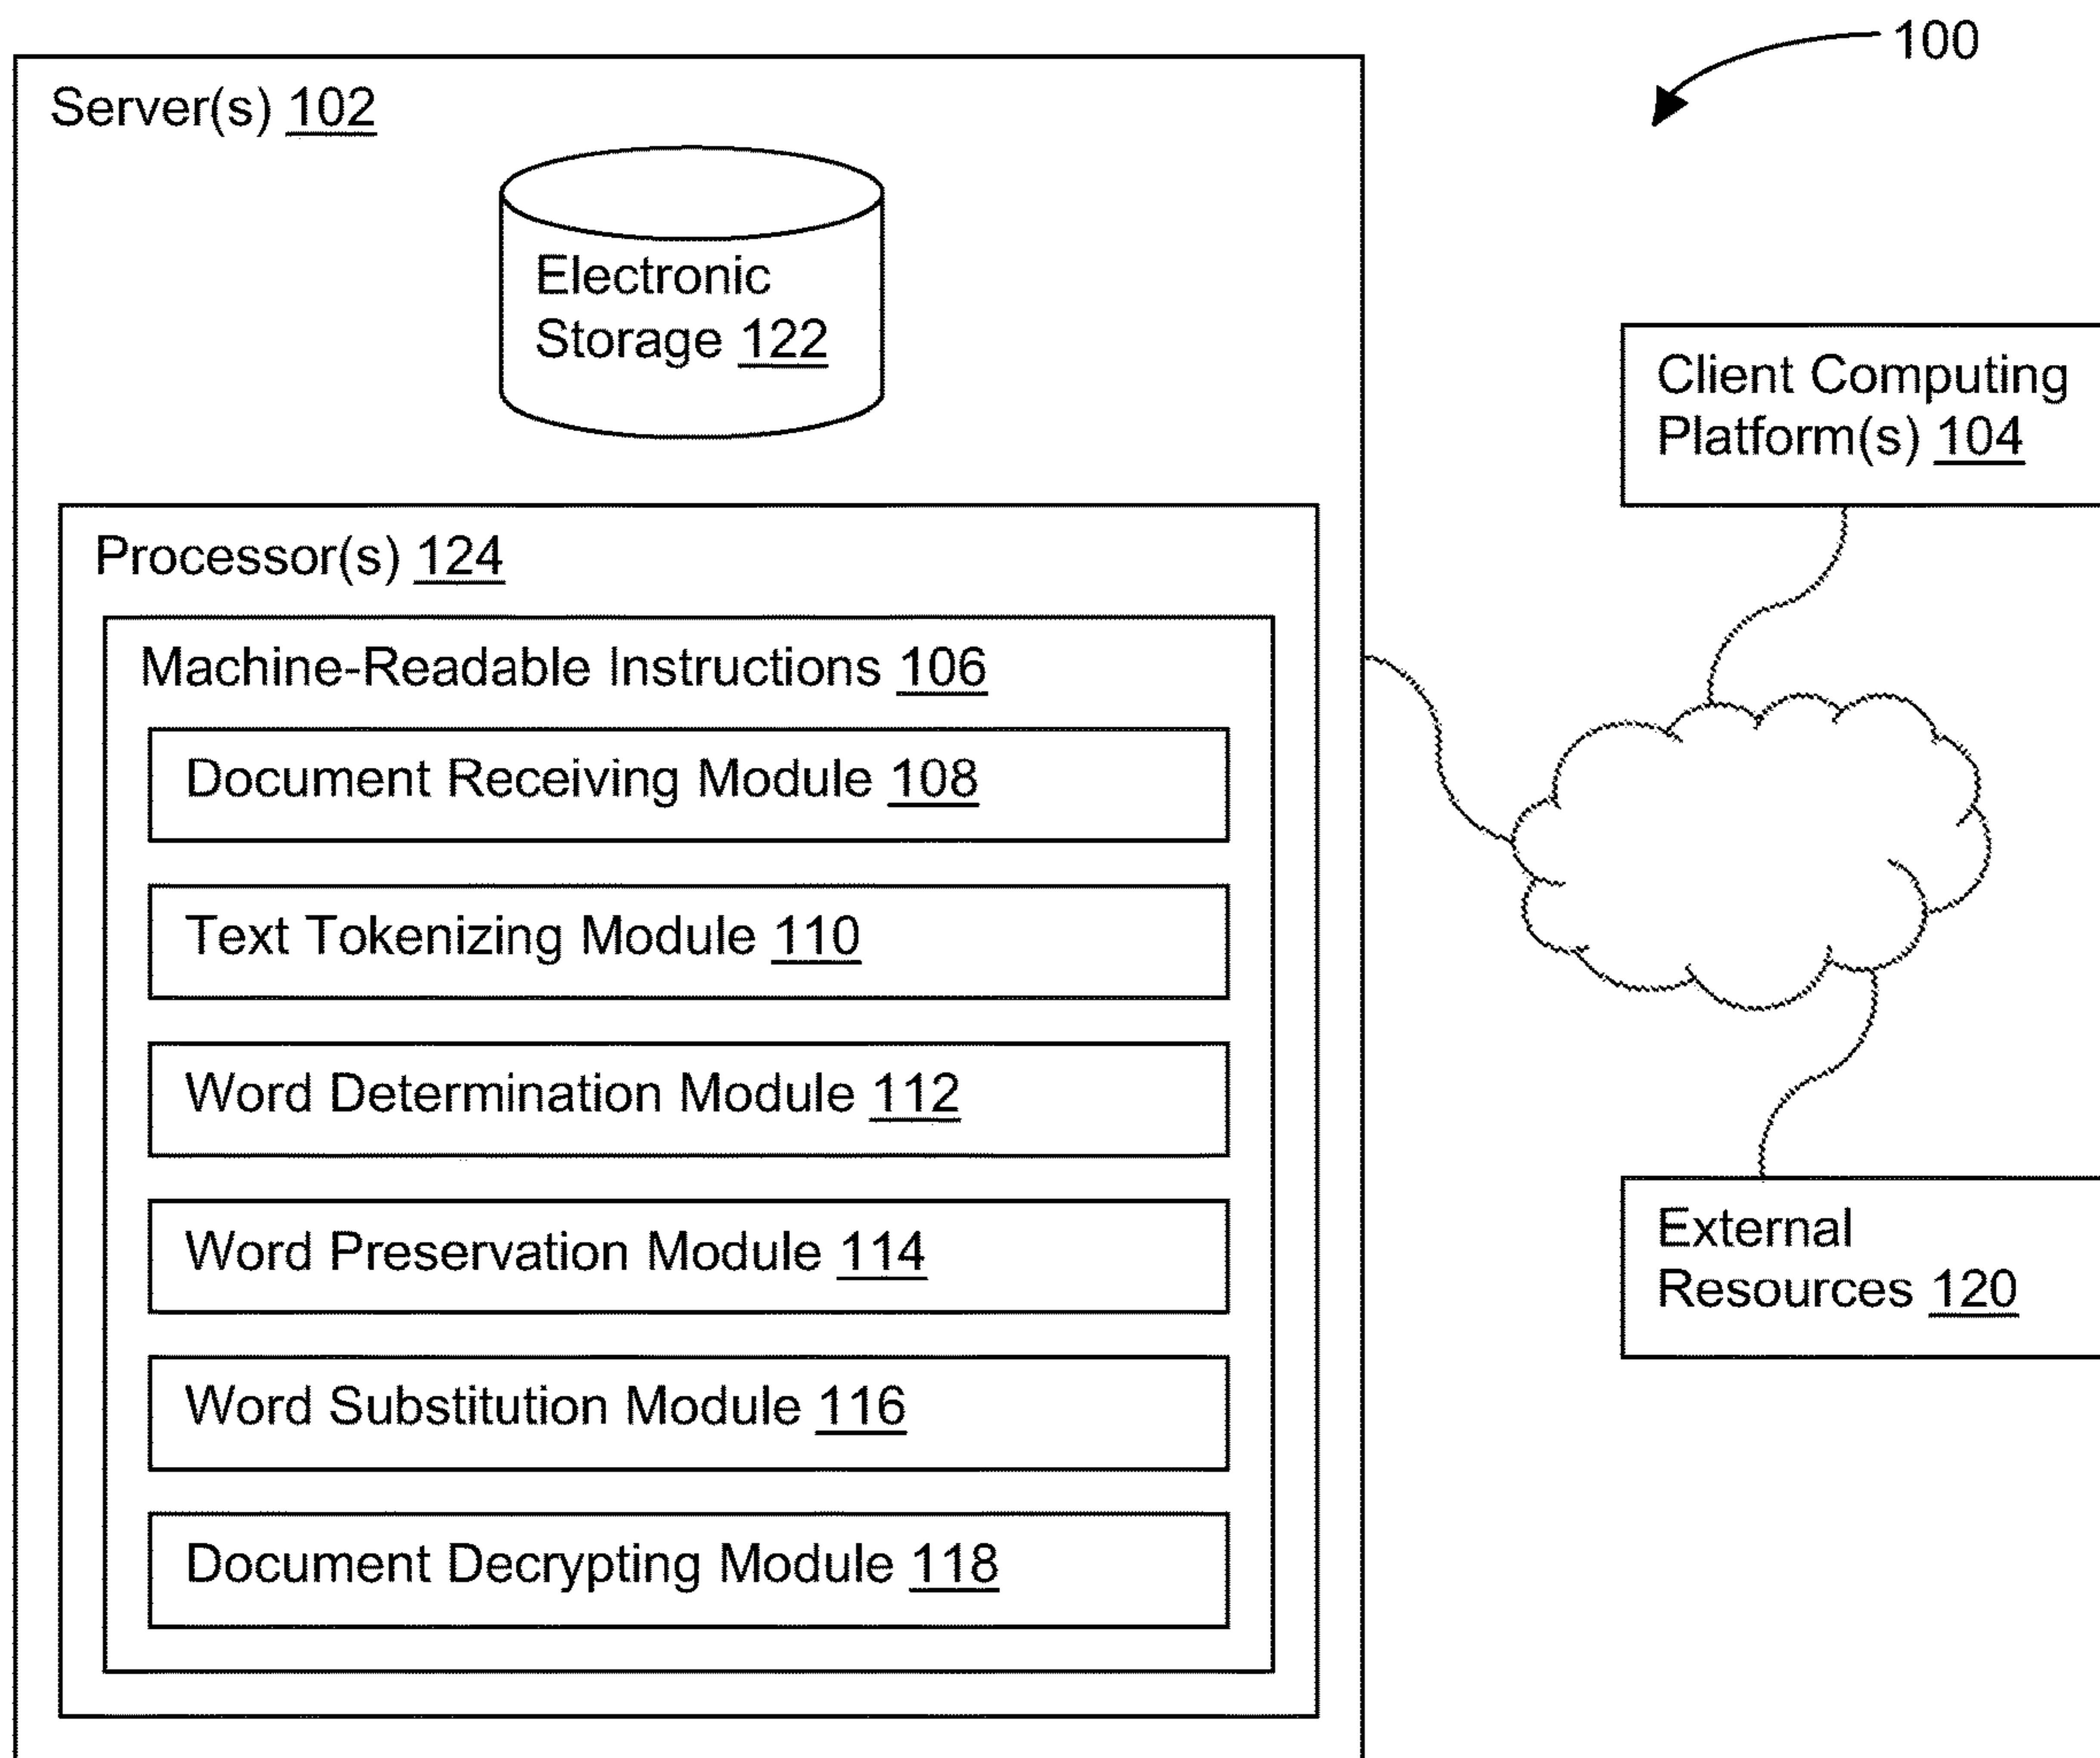 100
Server(s) 102
Electronic
Storage 122
Client Computing
Platform(s) 104
Processor(s) 124
Machine-Readable Instructions 106
Document Receiving Module 108
Text Tokenizing Module 110
Word Determination Module 112
Word Preservation Module 114
Word Substitution Module 116
Document Decrypting Module 118
External
Resources 120